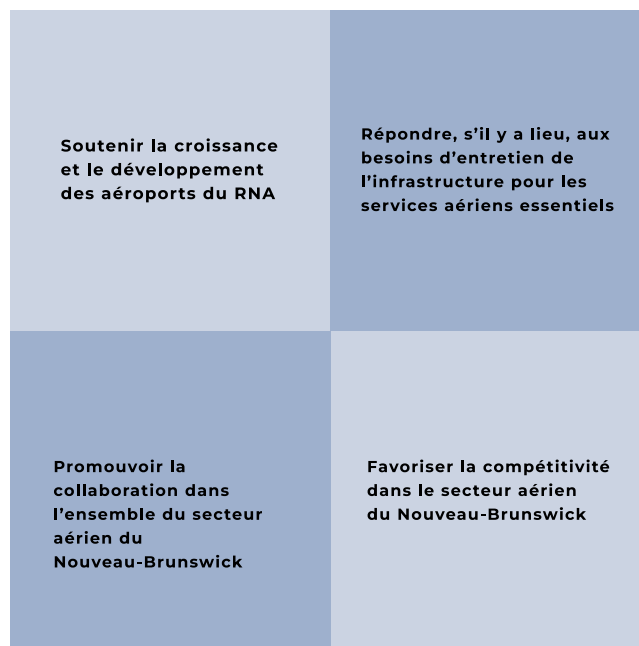 Soutenir la croissance
et le développement
des aéroports du RNA
Répondre, s'il y a lieu, aux
besoins d'entretien de
l'infrastructure pour les
services aériens essentiels
Promouvoir la
collaboration dans
l'ensemble du secteur
aérien du
Nouveau-Brunswick
Favoriser la compétitivité
dans le secteur aérien
du Nouveau-Brunswick